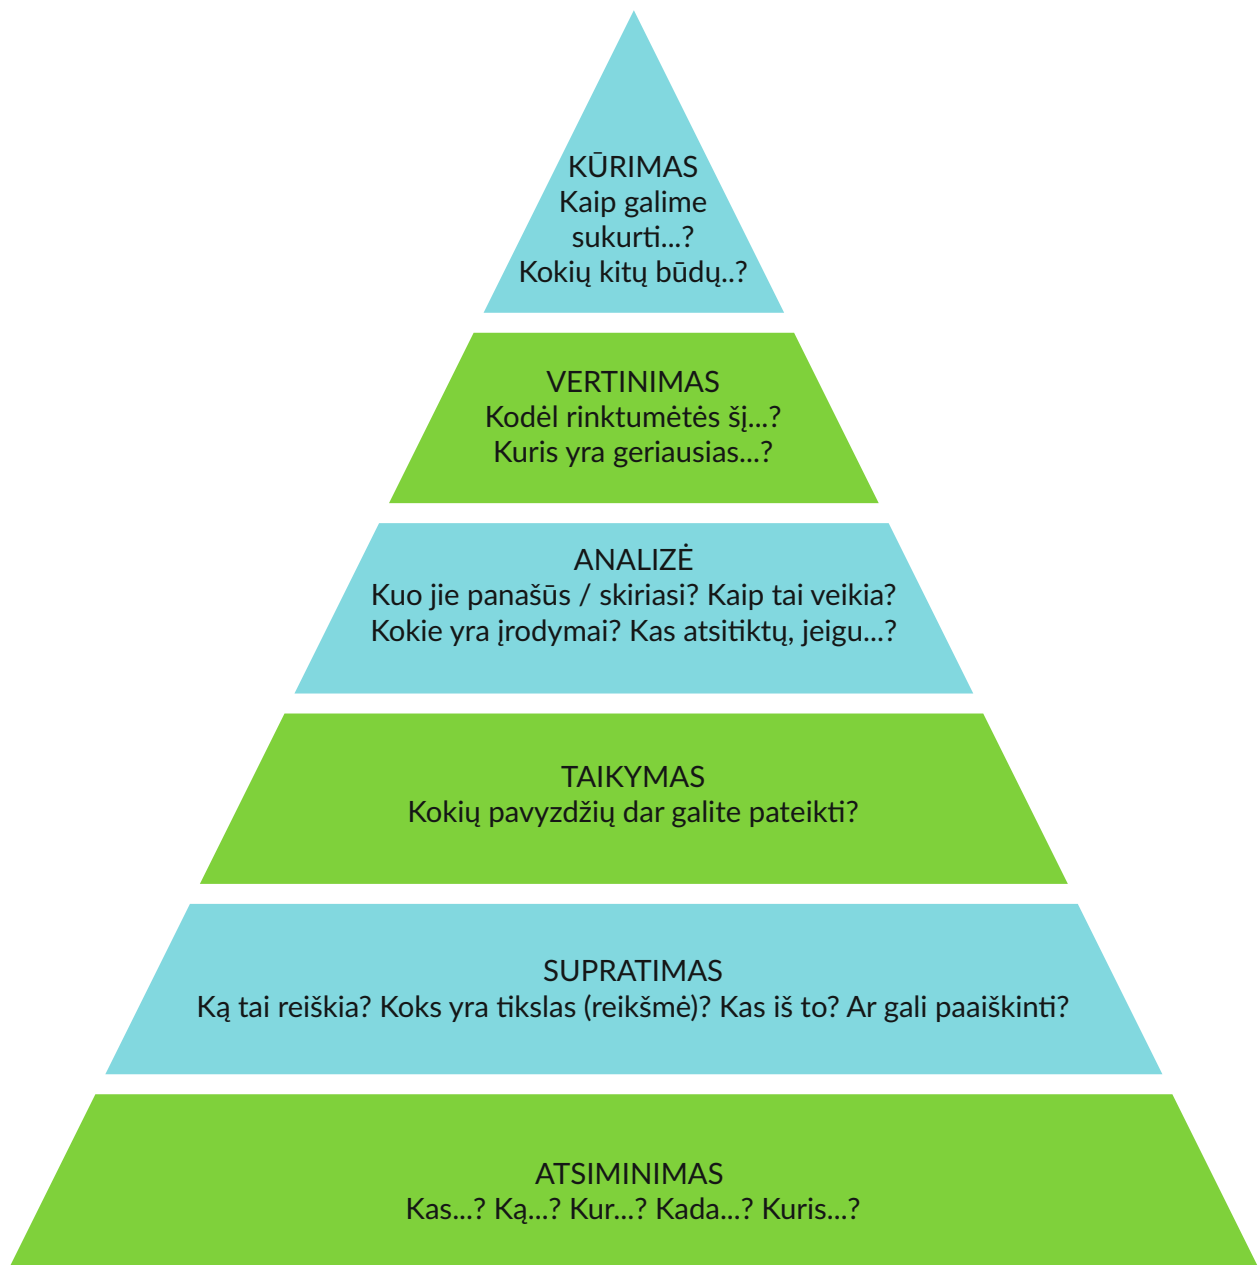 KŪRIMAS
Kaip galime
sukurti...?
Kokių kitų būdų..?
VERTINIMAS
Kodėl rinktumėtės šį...?
Kuris yra geriausias...?
ANALIZĖ
Kuo jie panašūs / skiriasi? Kaip tai veikia?
Kokie yra įrodymai? Kas atsitiktų, jeigu...?
TAIKYMAS
Kokių pavyzdžių dar galite pateikti?
SUPRATIMAS
Ką tai reiškia? Koks yra tikslas (reikšmė)? Kas iš to? Ar gali paaiškinti?
ATSIMINIMAS
Kas...? Ką...? Kur...? Kada...? Kuris...?